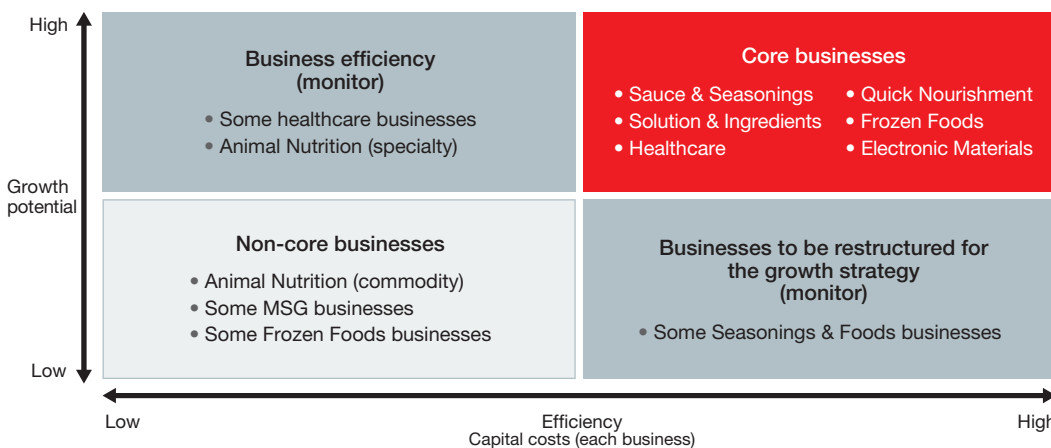 High
Growth
potential
Low
Business efficiency
(monitor)
• Some healthcare businesses
• Animal Nutrition (specialty)
Core businesses
• Sauce & Seasonings
• Solution & Ingredients
• Healthcare
• Quick Nourishment
• Frozen Foods
• Electronic Materials
Non-core businesses
• Animal Nutrition (commodity)
• Some MSG businesses
• Some Frozen Foods businesses
Businesses to be restructured for
the growth strategy
(monitor)
• Some Seasonings & Foods businesses
Low
Efficiency
High
Capital costs (each business)